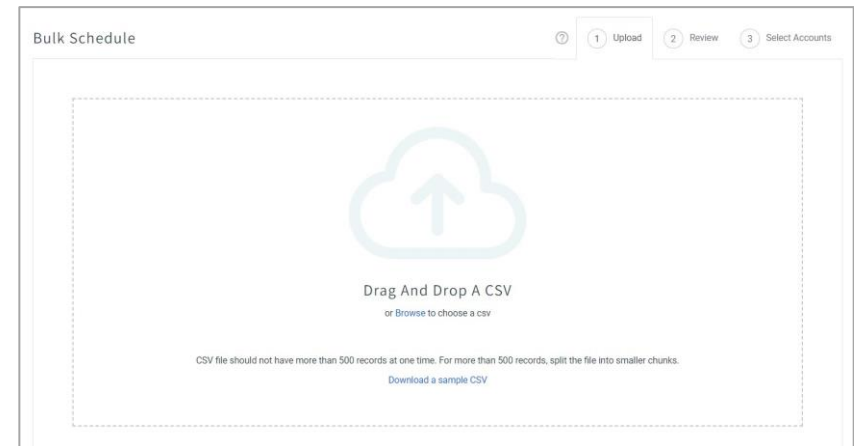 Bulk Schedule
? 1 Upload 2 Review 3 Select Accounts
Drag And Drop A CSV
or Browse to choose a csv
CSV file should not have more than 500 records at one time. For more than 500 records, split the file into smaller chunks.
Download a sample CSV